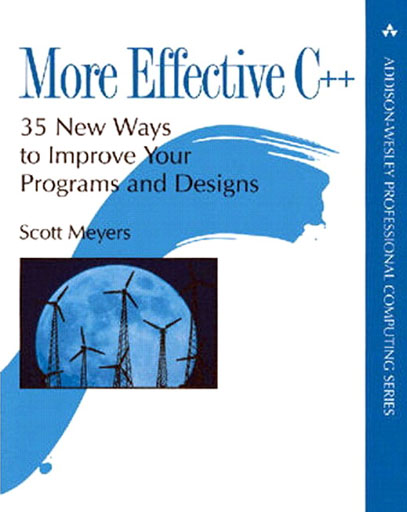 More Effective C++
35 New Ways
to Improve Your
Programs and Designs
Scott Meyers
ADDISON-WESLEY PROFESSIONAL COMPUTING SERIES